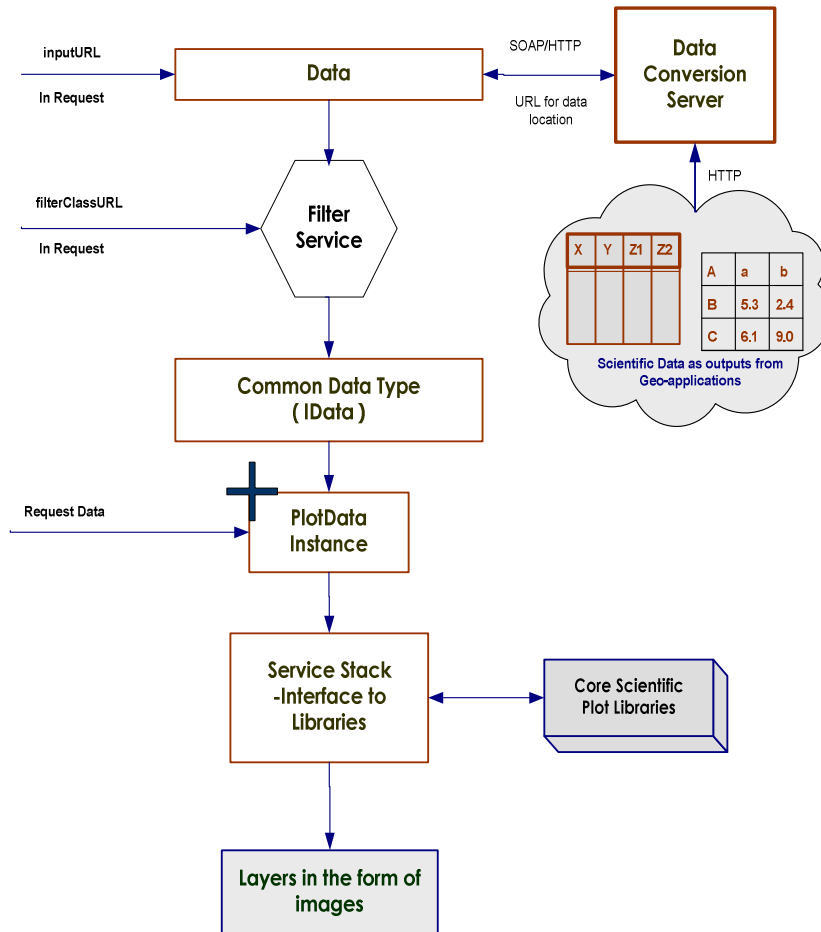 inputURL
In Request
Data
SOAP/HTTP
URL for data
location
Data
Conversion
Server
HTTP
filterClassURL
In Request
Filter
Service
X Y Z1 Z2
A a b
B 5.3 2.4
C 6.1 9.0
Scientific Data as outputs from
Geo-applications
Common Data Type
( IData )
Request Data
PlotData
Instance
Service Stack
-Interface to
Libraries
Core Scientific
Plot Libraries
Layers in the form of
images